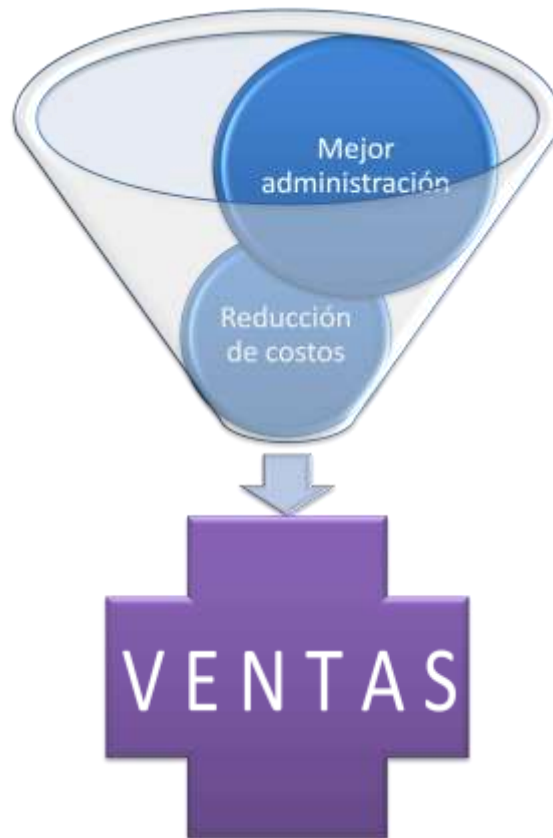 Mejor
administración
Reducción
de costos
VENTAS